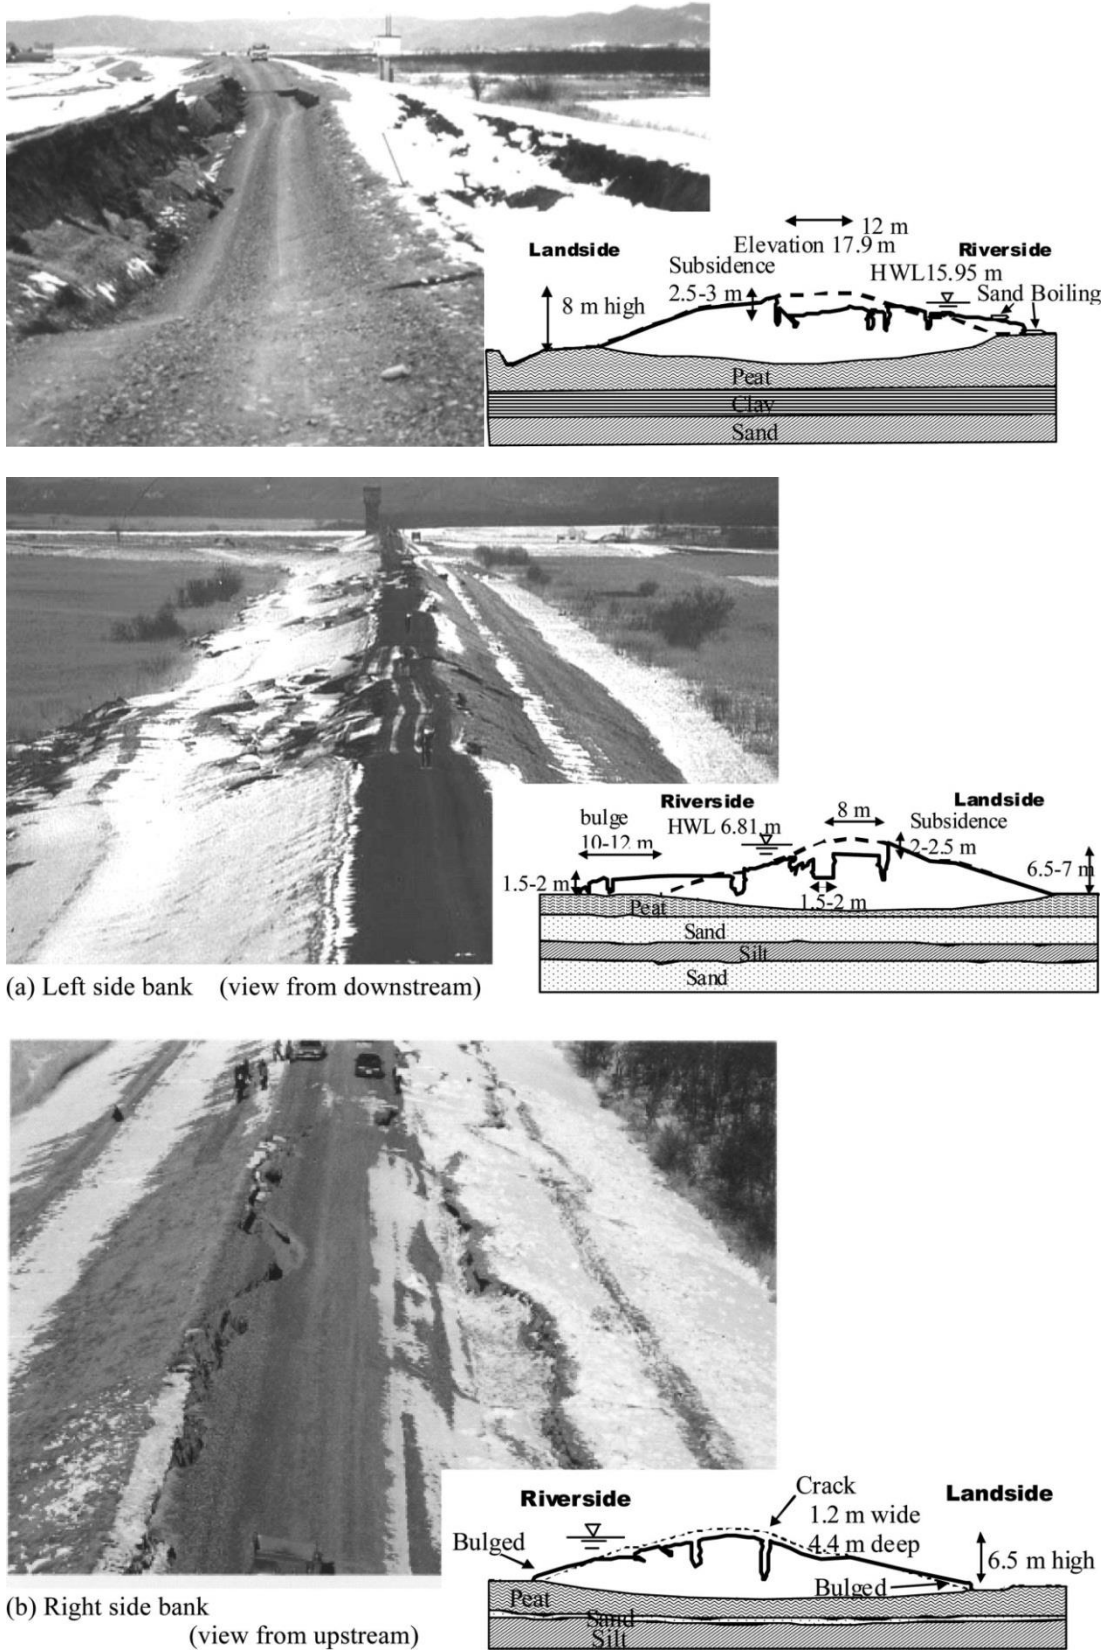 12 m
Landside
Elevation 17.9 m
Riverside
Subsidence
HWL15.95 m
2.5-3 m
Sand Boiling
8 m high
Peat
Clay
Sand
Riverside
8 m
Landside
bulge
HWL 6.81 m
Subsidence
10-12 m
2-2.5 m
6.5-7 m
1.5-2 m
1.5-2 m
Peat
Sand
Silt
Sand
(a) Left side bank (view from downstream)
Crack
Riverside
1.2 m wide
Landside
4.4 m deep
Bulged
6.5 m high
Bulged
Peat
Sand
Silt
(b) Right side bank
(view from upstream)